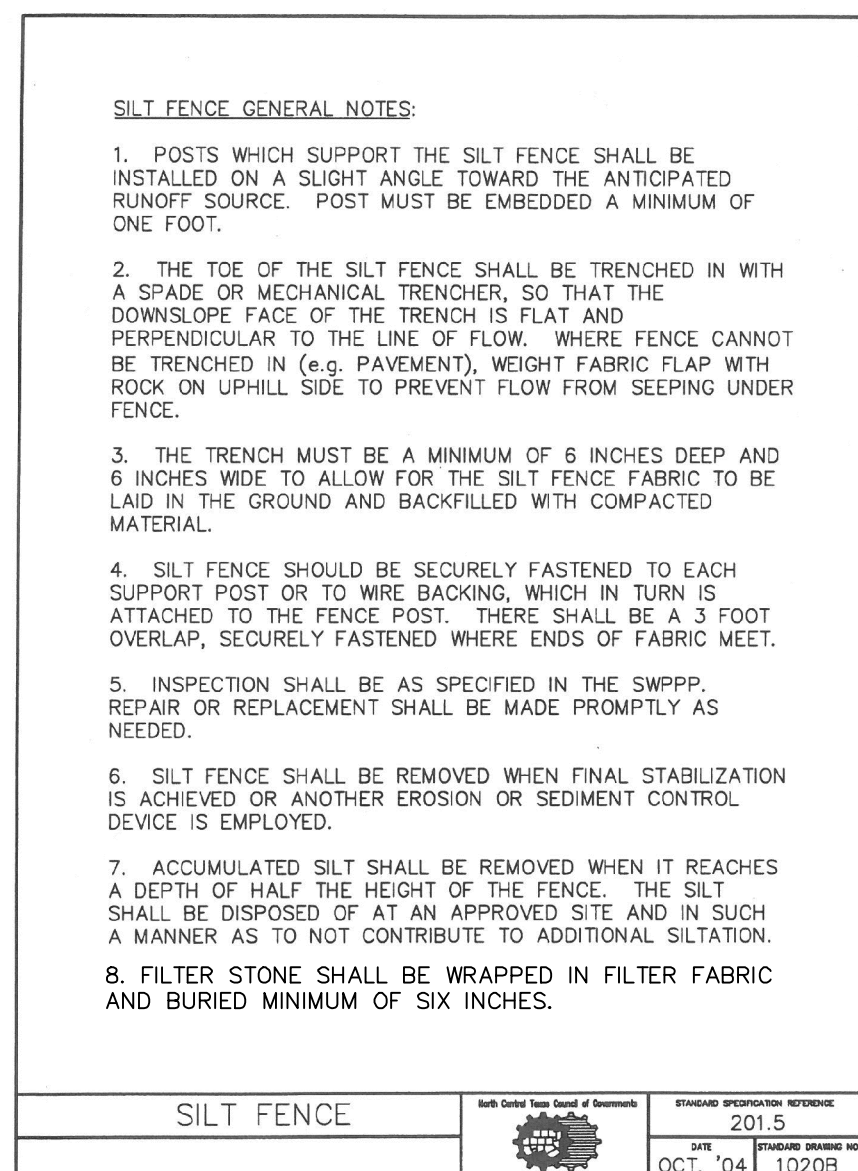 SILT FENCE GENERAL NOTES:
1. POSTS WHICH SUPPORT THE SILT FENCE SHALL BE
INSTALLED ON A SLIGHT ANGLE TOWARD THE ANTICIPATED
RUNOFF SOURCE. POST MUST BE EMBEDDED A MINIMUM OF
ONE FOOT.
2. THE TOE OF THE SILT FENCE SHALL BE TRENCHED IN WITH
A SPADE OR MECHANICAL TRENCHER, SO THAT THE
DOWNSLOPE FACE OF THE TRENCH IS FLAT AND
PERPENDICULAR TO THE LINE OF FLOW. WHERE FENCE CANNOT
BE TRENCHED IN (e.g. PAVEMENT), WEIGHT FABRIC FLAP WITH
ROCK ON UPHILL SIDE TO PREVENT FLOW FROM SEEPING UNDER
FENCE.
3. THE TRENCH MUST BE A MINIMUM OF 6 INCHES DEEP AND
6 INCHES WIDE TO ALLOW FOR THE SILT FENCE FABRIC TO BE
LAID IN THE GROUND AND BACKFILLED WITH COMPACTED
MATERIAL.
4. SILT FENCE SHOULD BE SECURELY FASTENED TO EACH
SUPPORT POST OR TO WIRE BACKING, WHICH IN TURN IS
ATTACHED TO THE FENCE POST. THERE SHALL BE A 3 FOOT
OVERLAP, SECURELY FASTENED WHERE ENDS OF FABRIC MEET.
5. INSPECTION SHALL BE AS SPECIFIED IN THE SWPPP.
REPAIR OR REPLACEMENT SHALL BE MADE PROMPTLY AS
NEEDED.
6. SILT FENCE SHALL BE REMOVED WHEN FINAL STABILIZATION
IS ACHIEVED OR ANOTHER EROSION OR SEDIMENT CONTROL
DEVICE IS EMPLOYED.
7. ACCUMULATED SILT SHALL BE REMOVED WHEN IT REACHES
A DEPTH OF HALF THE HEIGHT OF THE FENCE. THE SILT
SHALL BE DISPOSED OF AT AN APPROVED SITE AND IN SUCH
A MANNER AS TO NOT CONTRIBUTE TO ADDITIONAL SILTATION.
8. FILTER STONE SHALL BE WRAPPED IN FILTER FABRIC
AND BURIED MINIMUM OF SIX INCHES.
SILT FENCE
North Central Texas Council of Governments
STANDARD SPECIFICATION REFERENCE
201.5
DATE
OCT. '04
STANDARD DRAWING NO
1020B